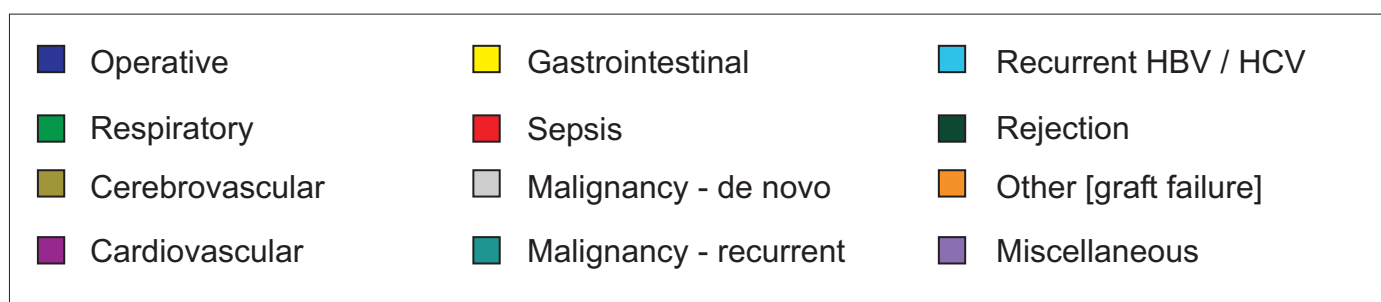 Operative Gastrointestinal Recurrent HBV / HCV
Respiratory Sepsis Rejection
Cerebrovascular Malignancy - de novo Other [graft failure]
Cardiovascular Malignancy - recurrent Miscellaneous